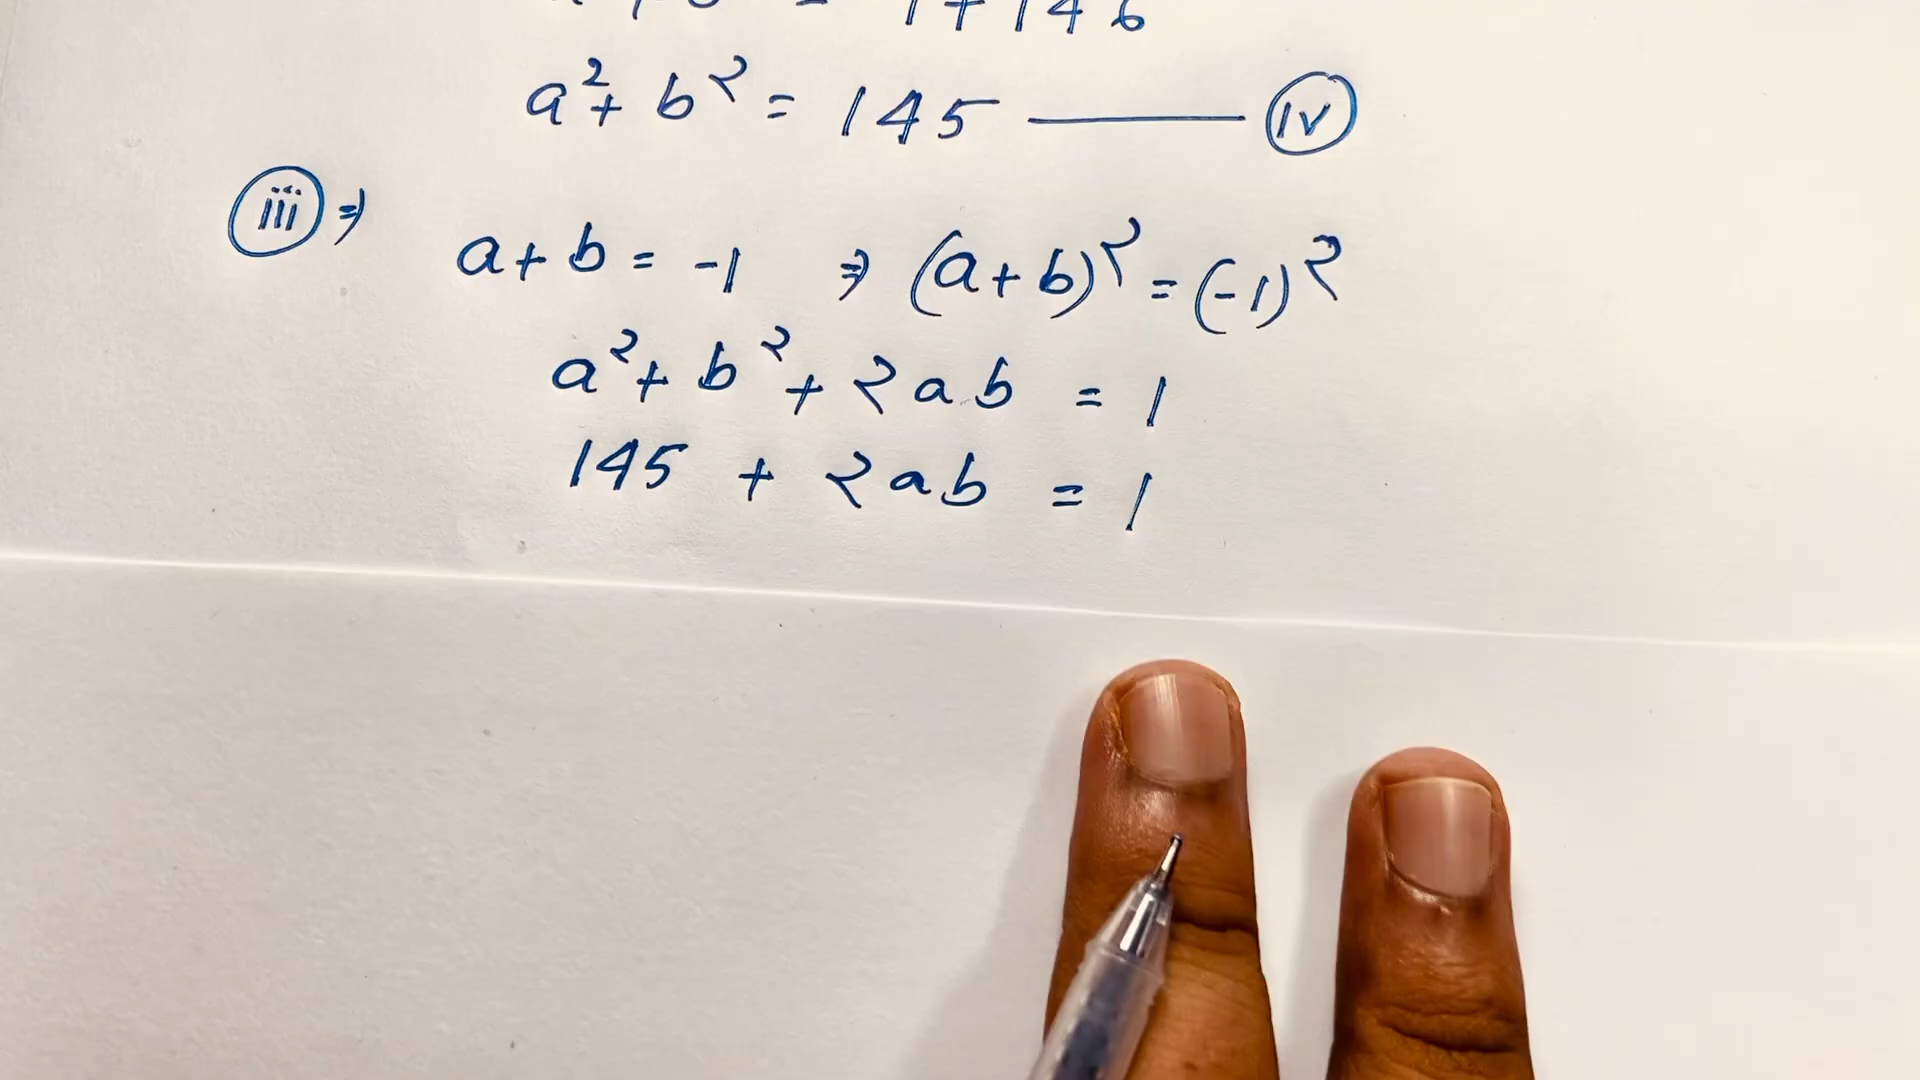 a² + b² = 145 ——— (iv)
(iii) ⇒ a + b = -1 ⇒ (a + b)² = (-1)²
a² + b² + 2ab = 1
145 + 2ab = 1